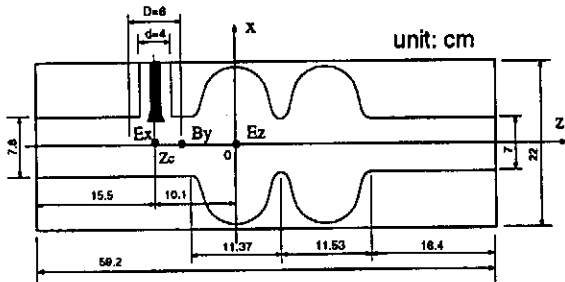 D=6
d=4
X
unit: cm
Ex
By
Ez
Z
Zc
0
7.8
7
22
15.5
10.1
11.37
11.53
16.4
59.2